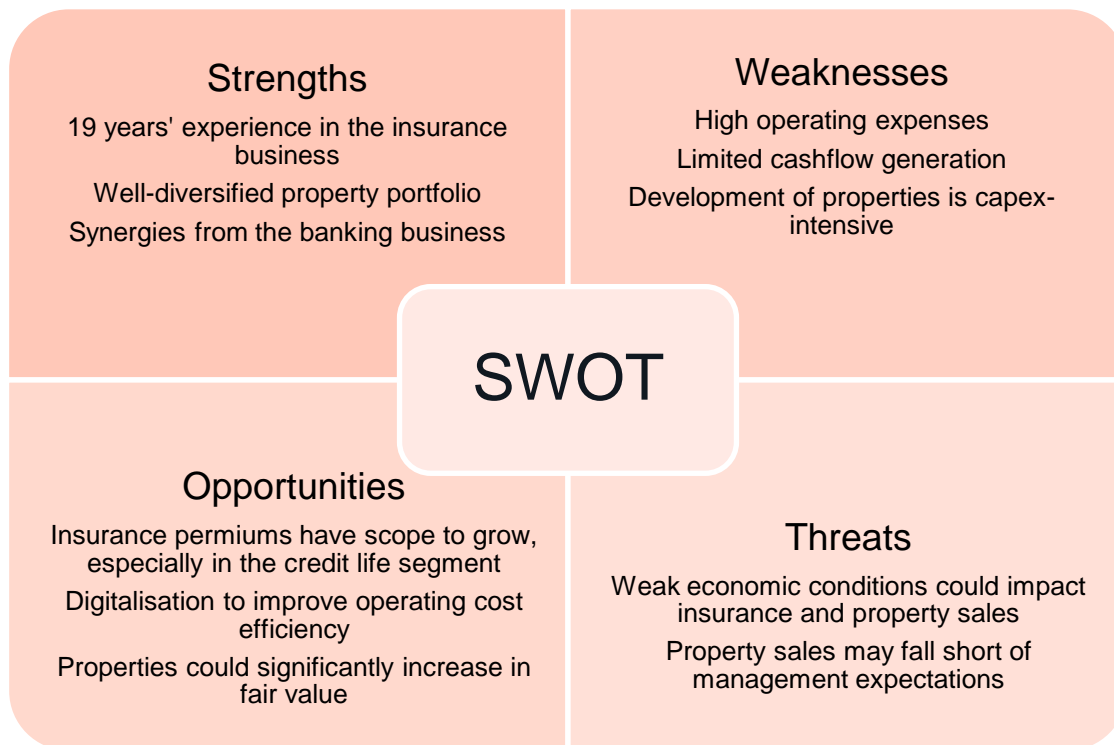 Strengths
19 years' experience in the insurance
business
Well-diversified property portfolio
Synergies from the banking business
Weaknesses
High operating expenses
Limited cashflow generation
Development of properties is capex-
intensive
SWOT
Opportunities
Insurance permiums have scope to grow,
especially in the credit life segment
Digitalisation to improve operating cost
efficiency
Properties could significantly increase in
fair value
Threats
Weak economic conditions could impact
insurance and property sales
Property sales may fall short of
management expectations